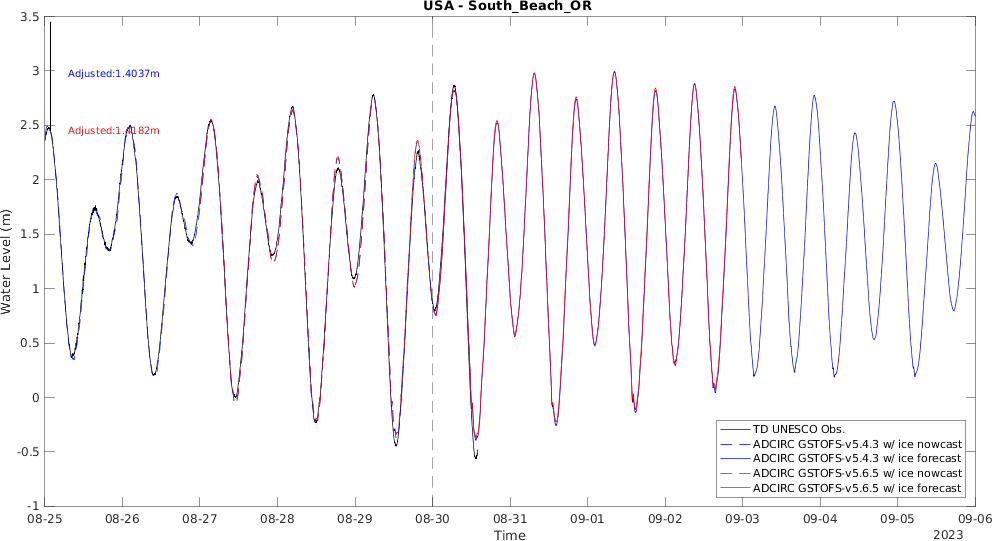 USA - South_Beach_OR
Water Level (m)
3.5
3
2.5
2
1.5
1
0.5
0
-0.5
-1
Adjusted:1.4037m
Adjusted:1.4182m
TD UNESCO Obs.
ADCIRC GSTOFS-v5.4.3 w/ ice nowcast
ADCIRC GSTOFS-v5.4.3 w/ ice forecast
ADCIRC GSTOFS-v5.6.5 w/ ice nowcast
ADCIRC GSTOFS-v5.6.5 w/ ice forecast
08-25 08-26 08-27 08-28 08-29 08-30 08-31 09-01 09-02 09-03 09-04 09-05 09-06
Time
2023